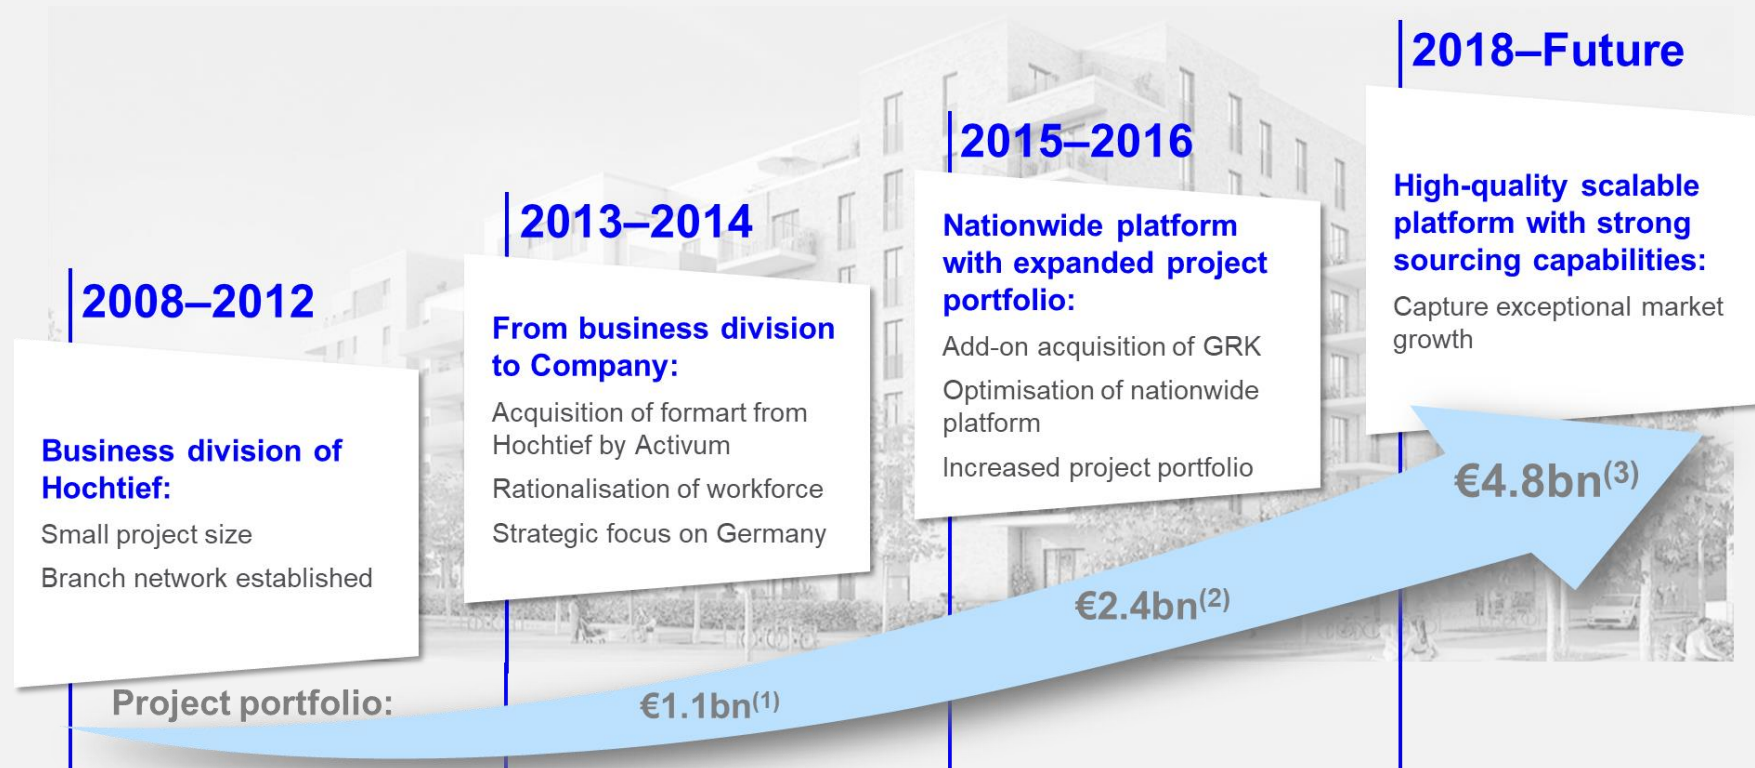 2008–2012
Business division of
Hochtief:
Small project size
Branch network established
2013–2014
From business division
to Company:
Acquisition of formart from
Hochtief by Activum
Rationalisation of workforce
Strategic focus on Germany
2015–2016
Nationwide platform
with expanded project
portfolio:
Add-on acquisition of GRK
Optimisation of nationwide
platform
Increased project portfolio
2018–Future
High-quality scalable
platform with strong
sourcing capabilities:
Capture exceptional market
growth
Project portfolio:
€1.1bn(1)
€2.4bn(2)
€4.8bn(3)